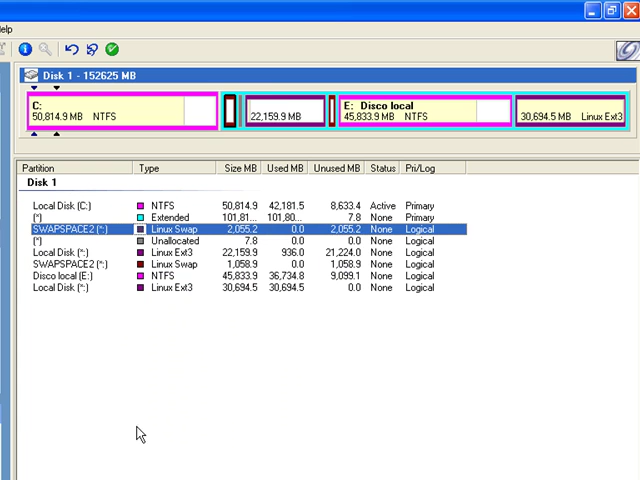 elp
Disk 1 - 152625 MB
C:
50,814.9 MB NTFS
22,159.9 MB
E: Disco local
45,833.9 MB NTFS
30,694.5 MB Linux Ext3
Partition Type Size MB Used MB Unused MB Status Pri/Log
Disk 1
Local Disk (C:) NTFS 50,814.9 42,181.5 8,633.4 Active Primary
(*) Extended 101,81... 101,80... 7.8 None Primary
SWAPSPACE2 (*:) Linux Swap 2,055.2 0.0 2,055.2 None Logical
(*) Unallocated 7.8 0.0 7.8 None Logical
Local Disk (*:) Linux Ext3 22,159.9 936.0 21,224.0 None Logical
SWAPSPACE2 (*:) Linux Swap 1,058.9 0.0 1,058.9 None Logical
Disco local (E:) NTFS 45,833.9 36,734.8 9,099.1 None Logical
Local Disk (*:) Linux Ext3 30,694.5 30,694.5 0.0 None Logical